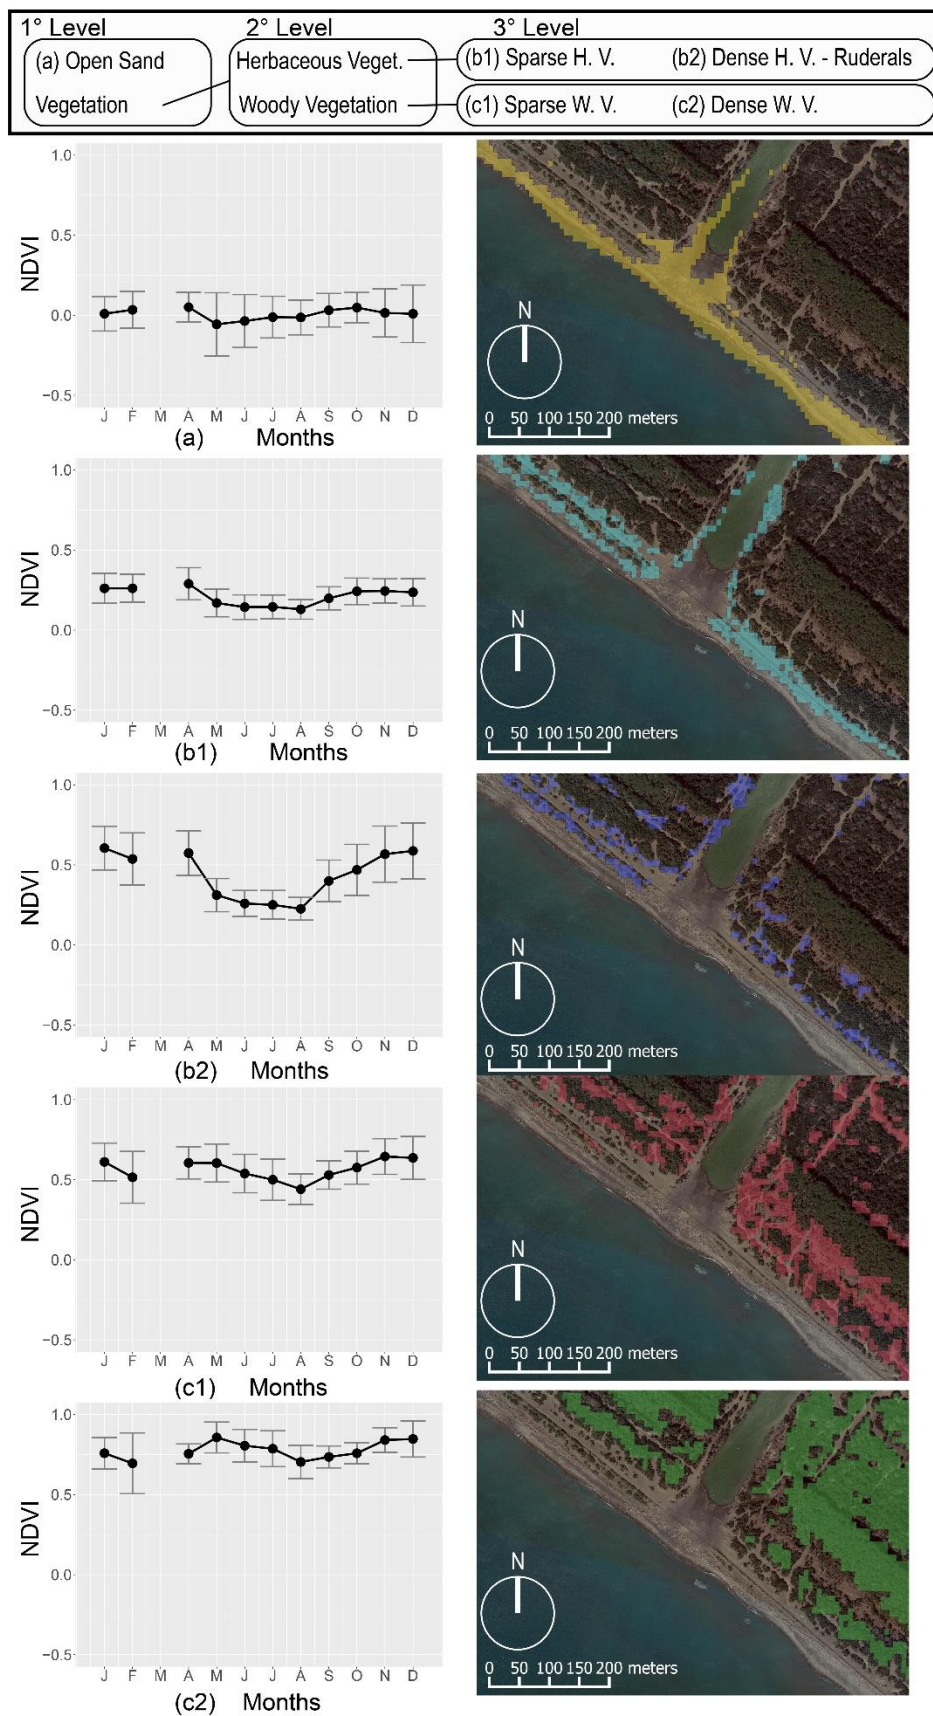 1° Level 2° Level 3° Level
(a) Open Sand Herbaceous Veget. (b1) Sparse H. V. (b2) Dense H. V. - Ruderals
Vegetation Woody Vegetation (c1) Sparse W. V. (c2) Dense W. V.
1.0
0.5
0.0
−0.5
NDVI
J F M A M J J A S O N D
(a) Months
N
0 50 100 150 200 meters
1.0
0.5
0.0
−0.5
NDVI
J F M A M J J A S O N D
(b1) Months
N
0 50 100 150 200 meters
1.0
0.5
0.0
−0.5
NDVI
J F M A M J J A S O N D
(b2) Months
N
0 50 100 150 200 meters
1.0
0.5
0.0
−0.5
NDVI
J F M A M J J A S O N D
(c1) Months
N
0 50 100 150 200 meters
1.0
0.5
0.0
−0.5
NDVI
J F M A M J J A S O N D
(c2) Months
N
0 50 100 150 200 meters